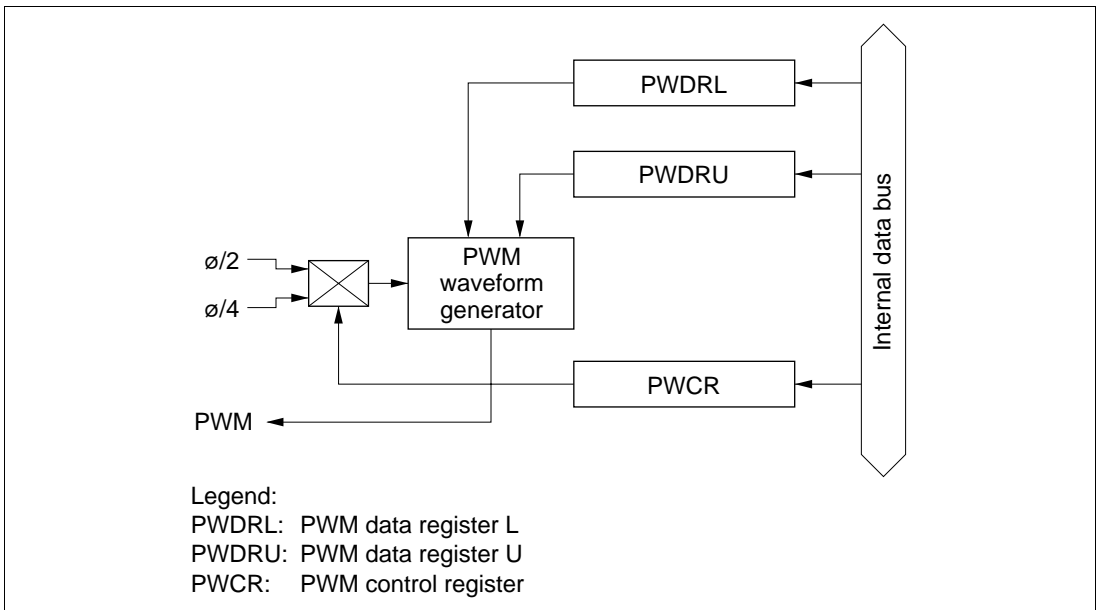 PWDRL
PWDRU
Internal data bus
PWM
waveform
generator
ø/2
ø/4
PWCR
PWM
Legend:
PWDRL: PWM data register L
PWDRU: PWM data register U
PWCR: PWM control register